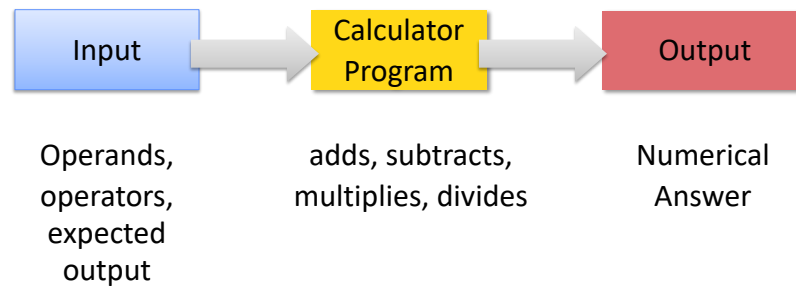 Input
Calculator
Program
Output
Operands,
operators,
expected
output
adds, subtracts,
multiplies, divides
Numerical
Answer